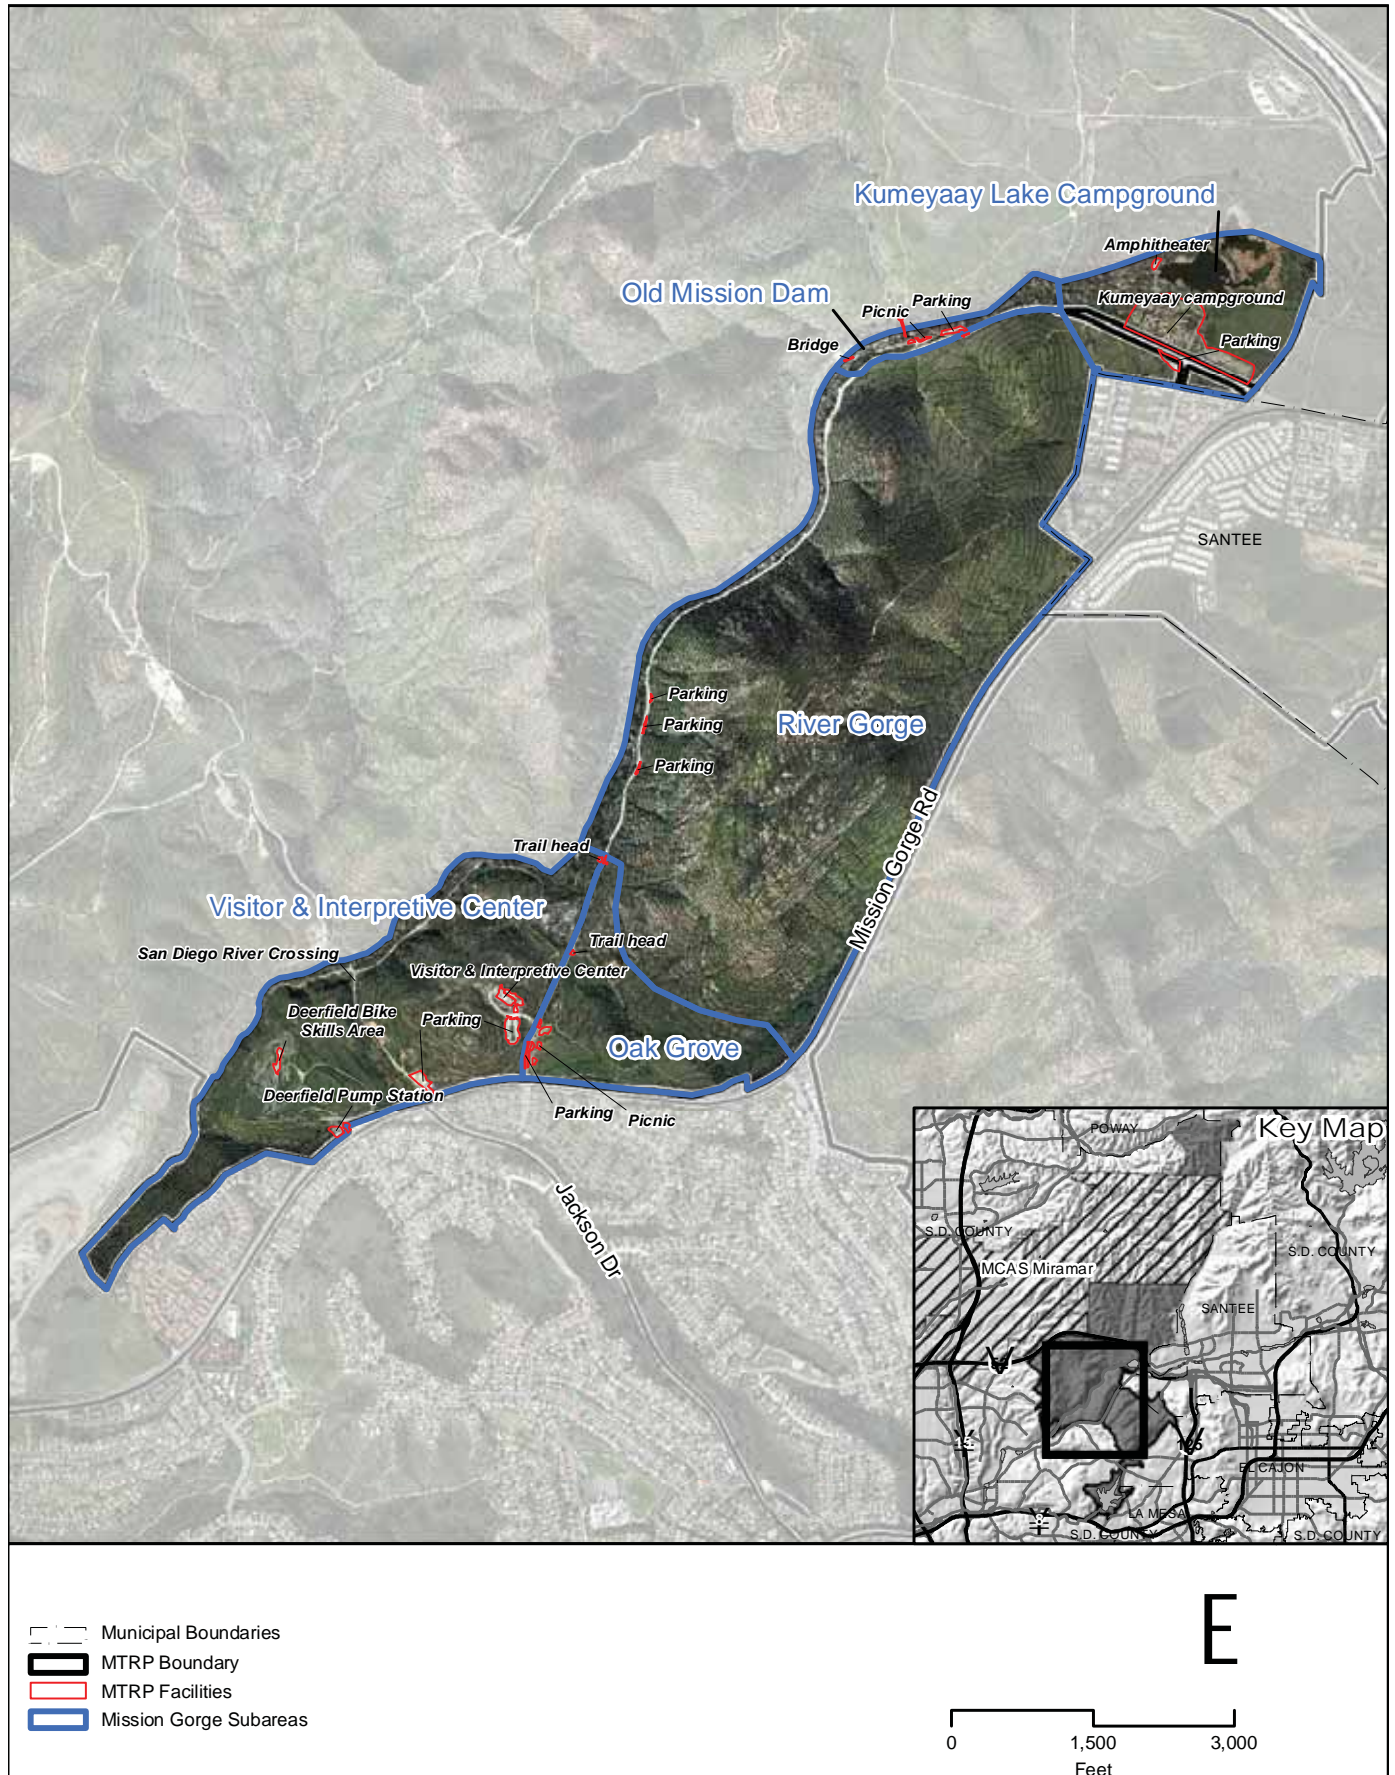 Kumeyaay Lake Campground
Amphitheater
Old Mission Dam
Kumeyaay campground
Parking
Picnic
Bridge
Parking
SANTEE
Parking
Parking
Parking
River Gorge
Mission Gorge Rd
Trail head
Visitor & Interpretive Center
Trail head
San Diego River Crossing
Visitor & Interpretive Center
Deerfield Bike
Skills Area
Parking
Oak Grove
Deerfield Pump Station
Parking
Picnic
Jackson Dr
Key Map
POWAY
S.D. COUNTY
S.D. COUNTY
MCAS Miramar
SANTEE
52
15
125
EL CAJON
8
LA MESA
S.D. COUNTY
S.D. COUNTY
Municipal Boundaries
MTRP Boundary
MTRP Facilities
Mission Gorge Subareas
E
0 1,500 3,000
Feet